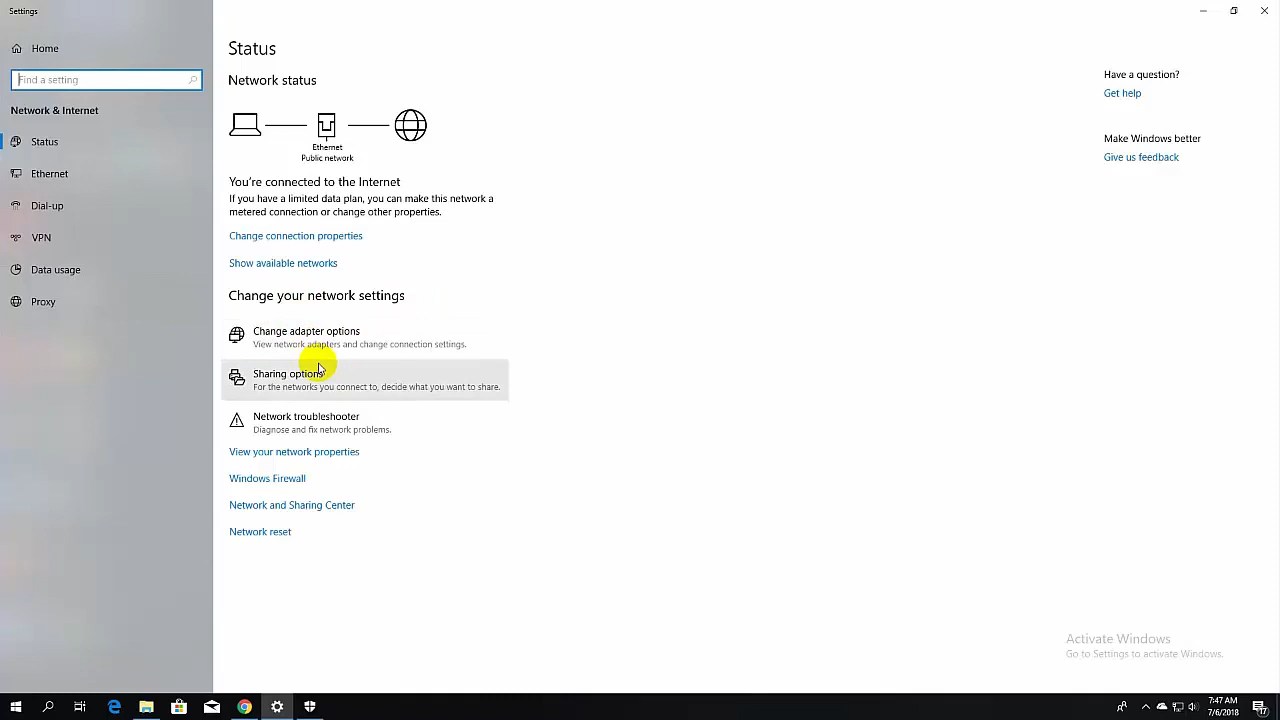 Settings
Home
Find a setting
Network & Internet
Status
Ethernet
Dial-up
VPN
Data usage
Proxy
Status
Network status
Ethernet
Public network
You're connected to the Internet
If you have a limited data plan, you can make this network a
metered connection or change other properties.
Change connection properties
Show available networks
Change your network settings
Change adapter options
View network adapters and change connection settings.
Sharing options
For the networks you connect to, decide what you want to share.
Network troubleshooter
Diagnose and fix network problems.
View your network properties
Windows Firewall
Network and Sharing Center
Network reset
Have a question?
Get help
Make Windows better
Give us feedback
Activate Windows
Go to Settings to activate Windows.
7:47 AM
7/6/2018
17